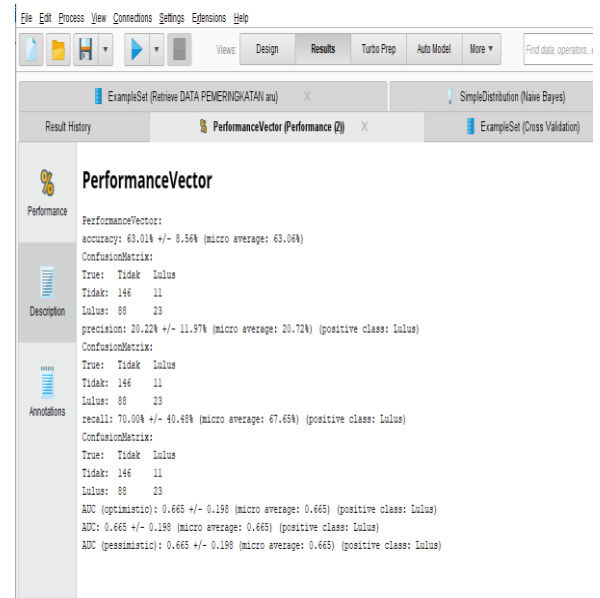 File Edit Process View Connections Settings Extensions Help
Views: Design Results Turbo Prep Auto Model More ▼ Find data, operators...e
ExampleSet (Retrieve DATA PEMERINGKATAN aru) X SimpleDistribution (Naive Bayes)
Result History % PerformanceVector (Performance (2)) X ExampleSet (Cross Validation)
%
Performance
Description
Annotations
PerformanceVector
PerformanceVector:
accuracy: 63.01% +/- 8.56% (micro average: 63.06%)
ConfusionMatrix:
True: Tidak Lulus
Tidak: 146 11
Lulus: 88 23
precision: 20.22% +/- 11.97% (micro average: 20.72%) (positive class: Lulus)
ConfusionMatrix:
True: Tidak Lulus
Tidak: 146 11
Lulus: 88 23
recall: 70.00% +/- 40.48% (micro average: 67.65%) (positive class: Lulus)
ConfusionMatrix:
True: Tidak Lulus
Tidak: 146 11
Lulus: 88 23
AUC (optimistic): 0.665 +/- 0.198 (micro average: 0.665) (positive class: Lulus)
AUC: 0.665 +/- 0.198 (micro average: 0.665) (positive class: Lulus)
AUC (pessimistic): 0.665 +/- 0.198 (micro average: 0.665) (positive class: Lulus)